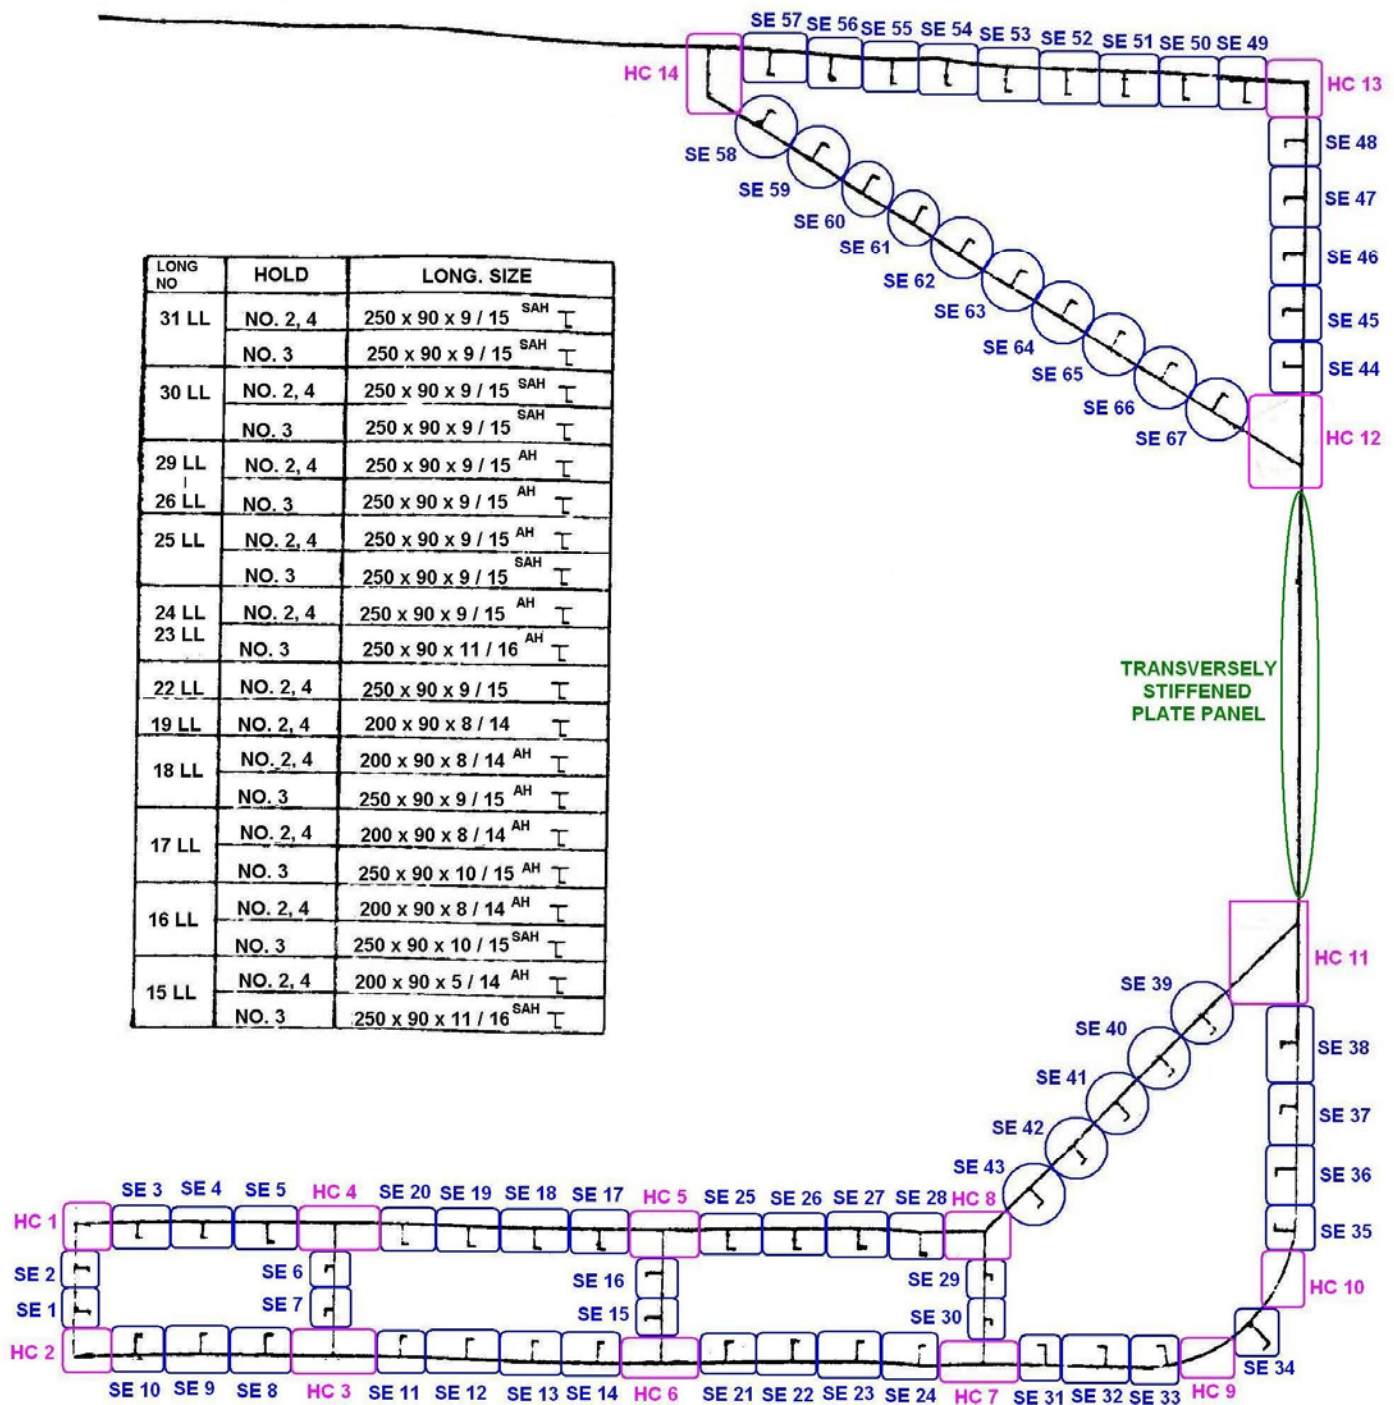 SE 57 SE 56 SE 55 SE 54 SE 53 SE 52 SE 51 SE 50 SE 49
HC 14
HC 13
SE 48
SE 58
SE 59
SE 47
SE 60
SE 61
SE 46
SE 62
SE 63
SE 45
SE 64
SE 65
SE 44
SE 66
SE 67
HC 12
LONG NO HOLD LONG. SIZE
31 LL NO. 2, 4 250 x 90 x 9 / 15 SAH
NO. 3 250 x 90 x 9 / 15 SAH
30 LL NO. 2, 4 250 x 90 x 9 / 15 SAH
NO. 3 250 x 90 x 9 / 15 SAH
29 LL NO. 2, 4 250 x 90 x 9 / 15 AH
26 LL NO. 3 250 x 90 x 9 / 15 AH
25 LL NO. 2, 4 250 x 90 x 9 / 15 AH
NO. 3 250 x 90 x 9 / 15 SAH
24 LL NO. 2, 4 250 x 90 x 9 / 15 AH
23 LL NO. 3 250 x 90 x 11 / 16 AH
22 LL NO. 2, 4 250 x 90 x 9 / 15
19 LL NO. 2, 4 200 x 90 x 8 / 14
18 LL NO. 2, 4 200 x 90 x 8 / 14 AH
NO. 3 250 x 90 x 9 / 15 AH
17 LL NO. 2, 4 200 x 90 x 8 / 14 AH
NO. 3 250 x 90 x 10 / 15 AH
16 LL NO. 2, 4 200 x 90 x 8 / 14 AH
NO. 3 250 x 90 x 10 / 15 SAH
15 LL NO. 2, 4 200 x 90 x 5 / 14 AH
NO. 3 250 x 90 x 11 / 16 SAH
TRANSVERSELY
STIFFENED
PLATE PANEL
HC 11
SE 39
SE 40
SE 38
SE 41
SE 37
SE 42
SE 43
SE 36
SE 3 SE 4 SE 5 HC 4 SE 20 SE 19 SE 18 SE 17 HC 5 SE 25 SE 26 SE 27 SE 28 HC 8
HC 1
SE 35
SE 2 SE 6 SE 16 SE 29
HC 10
SE 1 SE 7 SE 15 SE 30
HC 2
SE 34
SE 10 SE 9 SE 8 HC 3 SE 11 SE 12 SE 13 SE 14 HC 6 SE 21 SE 22 SE 23 SE 24 HC 7 SE 31 SE 32 SE 33 HC 9